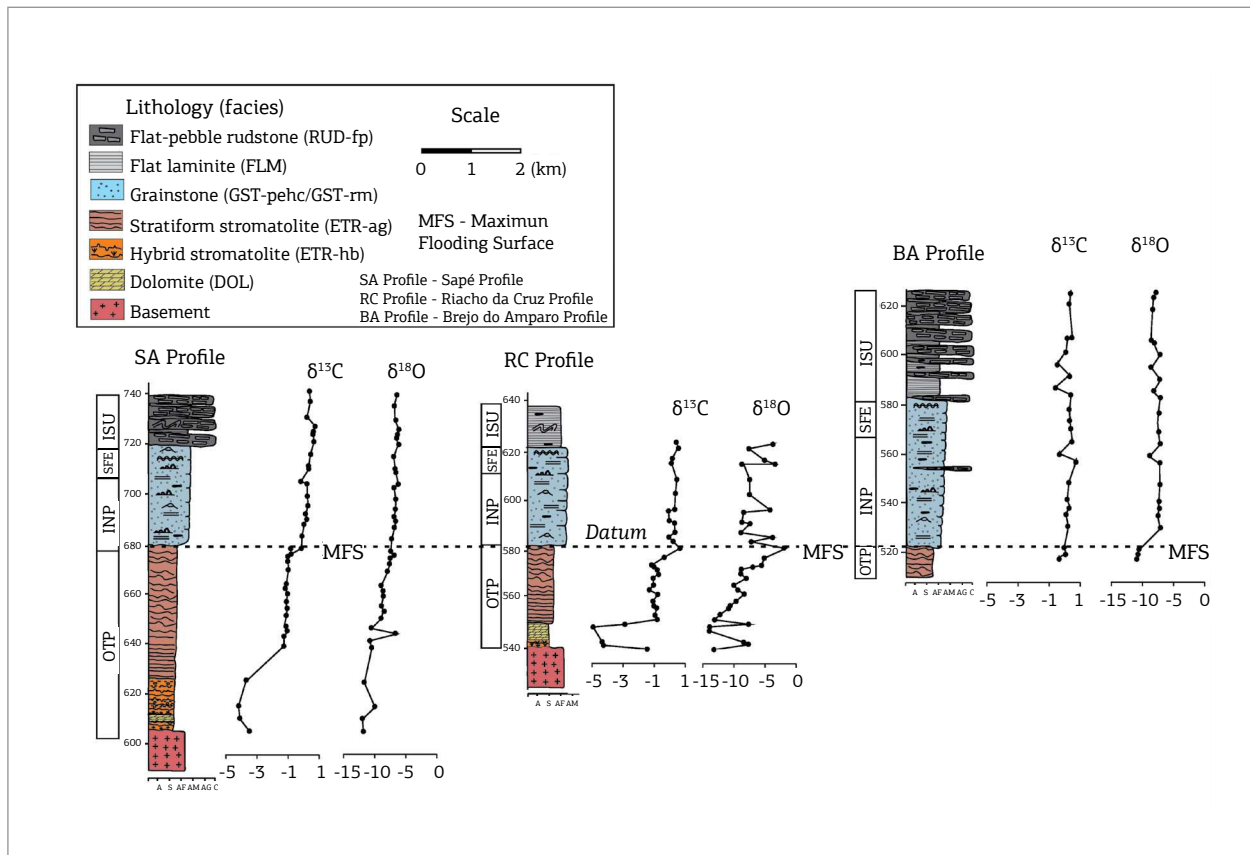 Lithology (facies)
Flat-pebble rudstone (RUD-fp)
Flat laminite (FLM)
Grainstone (GST-pehc/GST-rm)
Stratiform stromatolite (ETR-ag)
Hybrid stromatolite (ETR-hb)
Dolomite (DOL)
Basement
Scale
0 1 2 (km)
MFS - Maximun
Flooding Surface
SA Profile - Sapé Profile
RC Profile - Riacho da Cruz Profile
BA Profile - Brejo do Amparo Profile
SA Profile
δ¹³C
δ¹⁸O
ISU
SFE
INP
OTP
740
720
700
680
660
640
620
600
MFS
A S AF AM AG C
-5 -3 -1 1
-15 -10 -5 0
RC Profile
δ¹³C
δ¹⁸O
ISU
SFE
INP
OTP
640
620
600
580
560
540
Datum
MFS
A S AF AM
-5 -3 -1 1
-15 -10 -5 0
BA Profile
δ¹³C
δ¹⁸O
ISU
SFE
INP
OTP
620
600
580
560
540
520
MFS
A S AF AM AG C
-5 -3 -1 1
-15 -10 -5 0